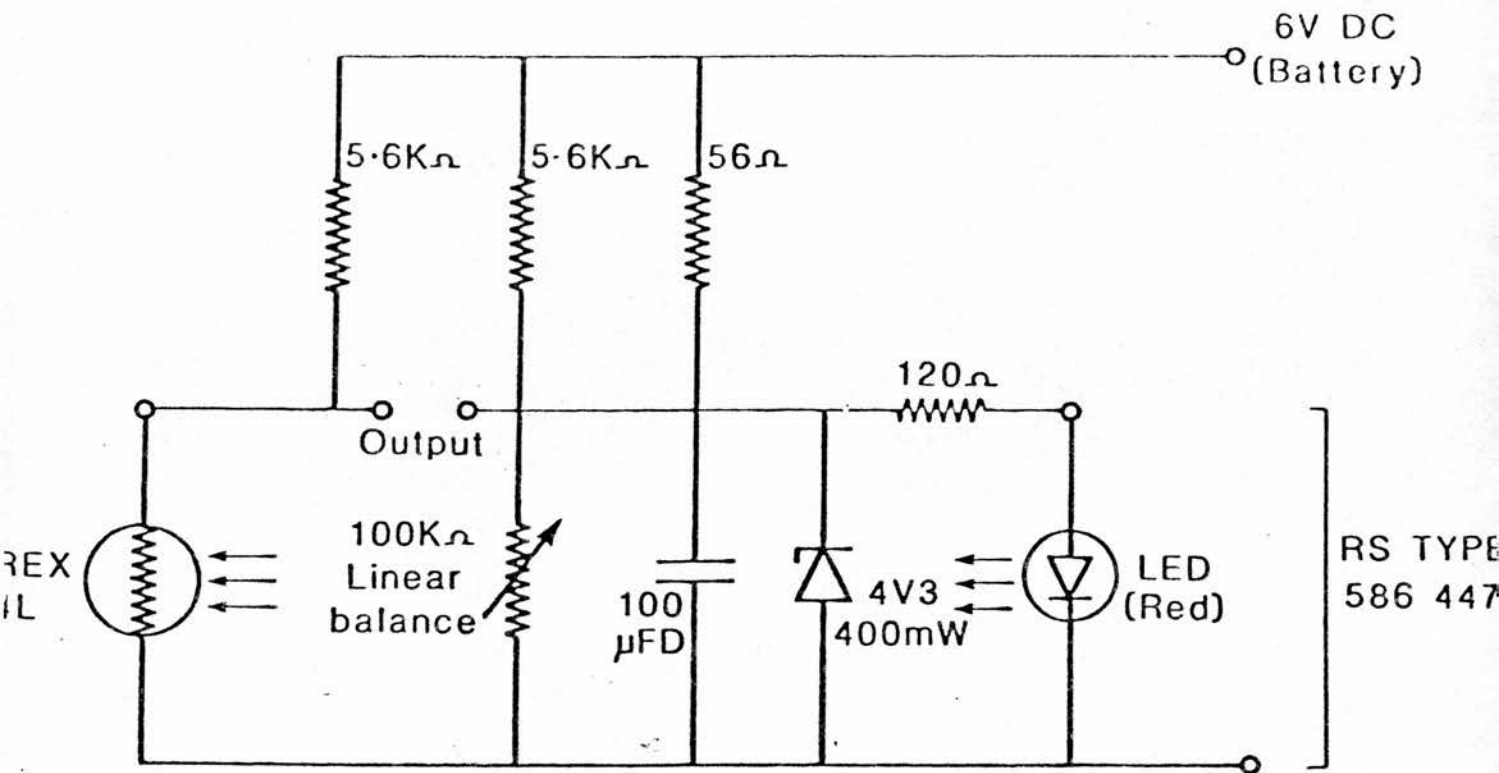 6V DC
(Battery)
5·6KΩ
5·6KΩ
56Ω
120Ω
Output
100KΩ
Linear
balance
100
µFD
4V3
400mW
LED
(Red)
RS TYPE
586 447